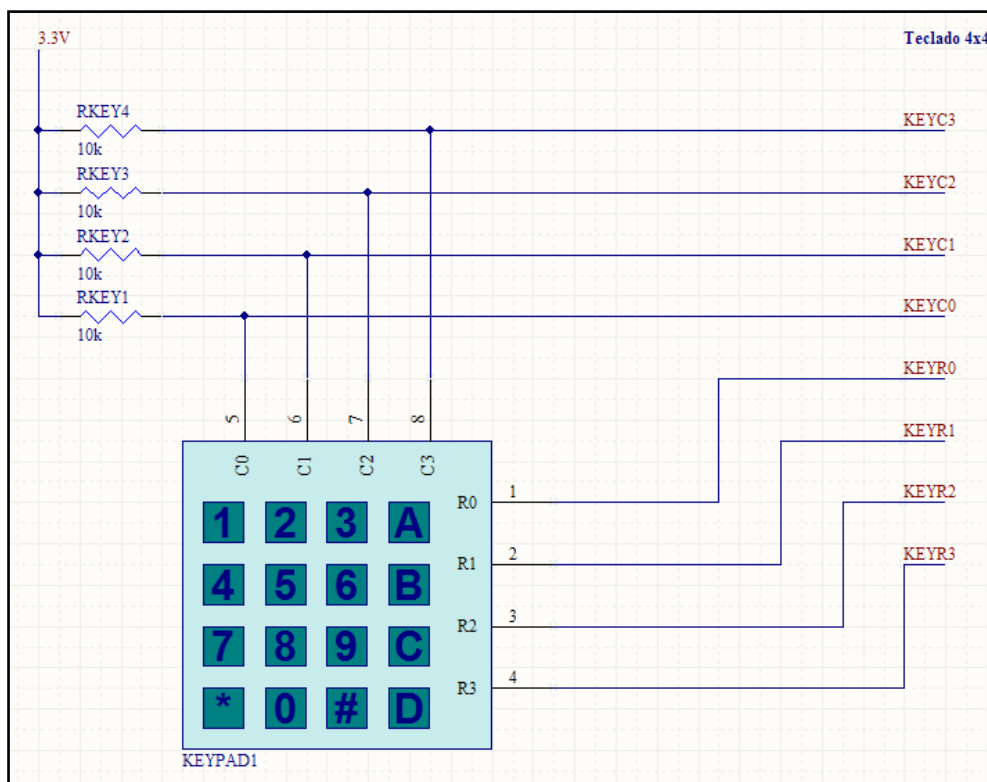 3.3V
Teclado 4x4
RKEY4
10k
KEYC3
RKEY3
10k
KEYC2
RKEY2
10k
KEYC1
RKEY1
10k
KEYC0
KEYR0
KEYR1
KEYR2
KEYR3
5 6 7 8
C0 C1 C2 C3
1 2 3 A
R0 1
4 5 6 B
R1 2
7 8 9 C
R2 3
* 0 # D
R3 4
KEYPAD1